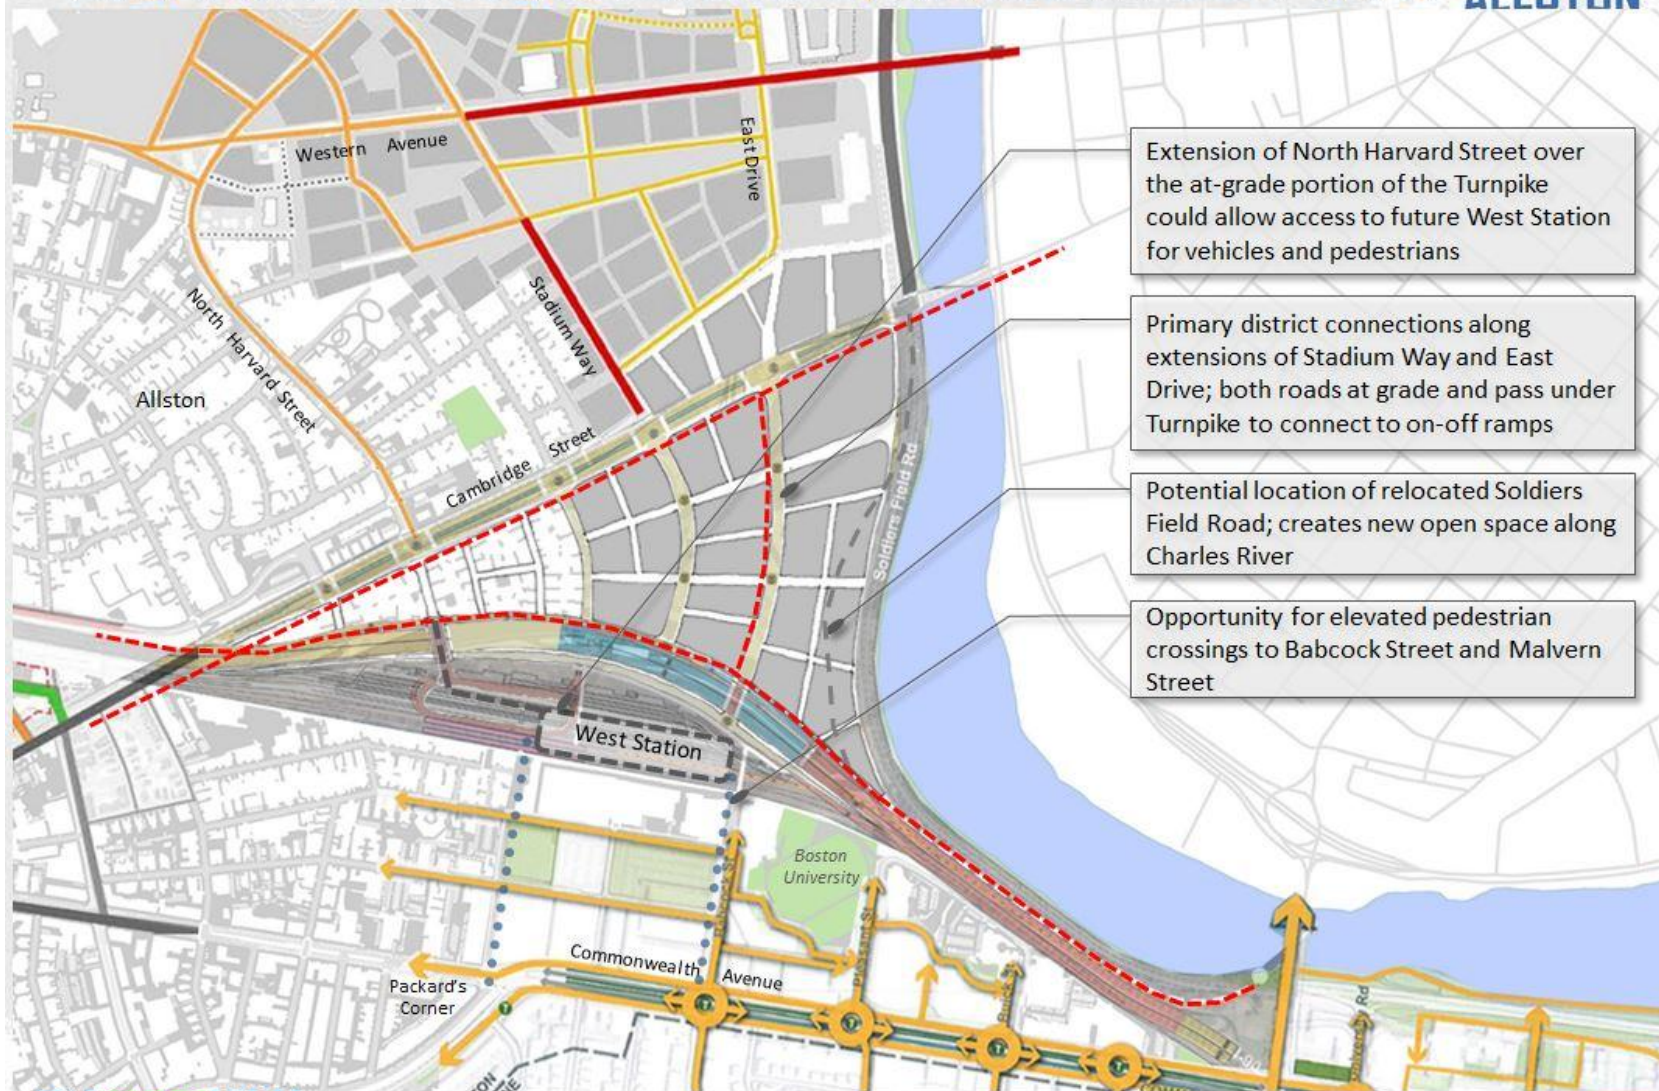 ALLSTON
Western Avenue
East Drive
Stadium Way
North Harvard Street
Allston
Cambridge Street
Soldiers Field Rd
Extension of North Harvard Street over
the at-grade portion of the Turnpike
could allow access to future West Station
for vehicles and pedestrians
Primary district connections along
extensions of Stadium Way and East
Drive; both roads at grade and pass under
Turnpike to connect to on-off ramps
Potential location of relocated Soldiers
Field Road; creates new open space along
Charles River
Opportunity for elevated pedestrian
crossings to Babcock Street and Malvern
Street
West Station
Boston
University
Babcock St
Pleasant St
Commonwealth Avenue
Packard's
Corner
T
T
T
T
T